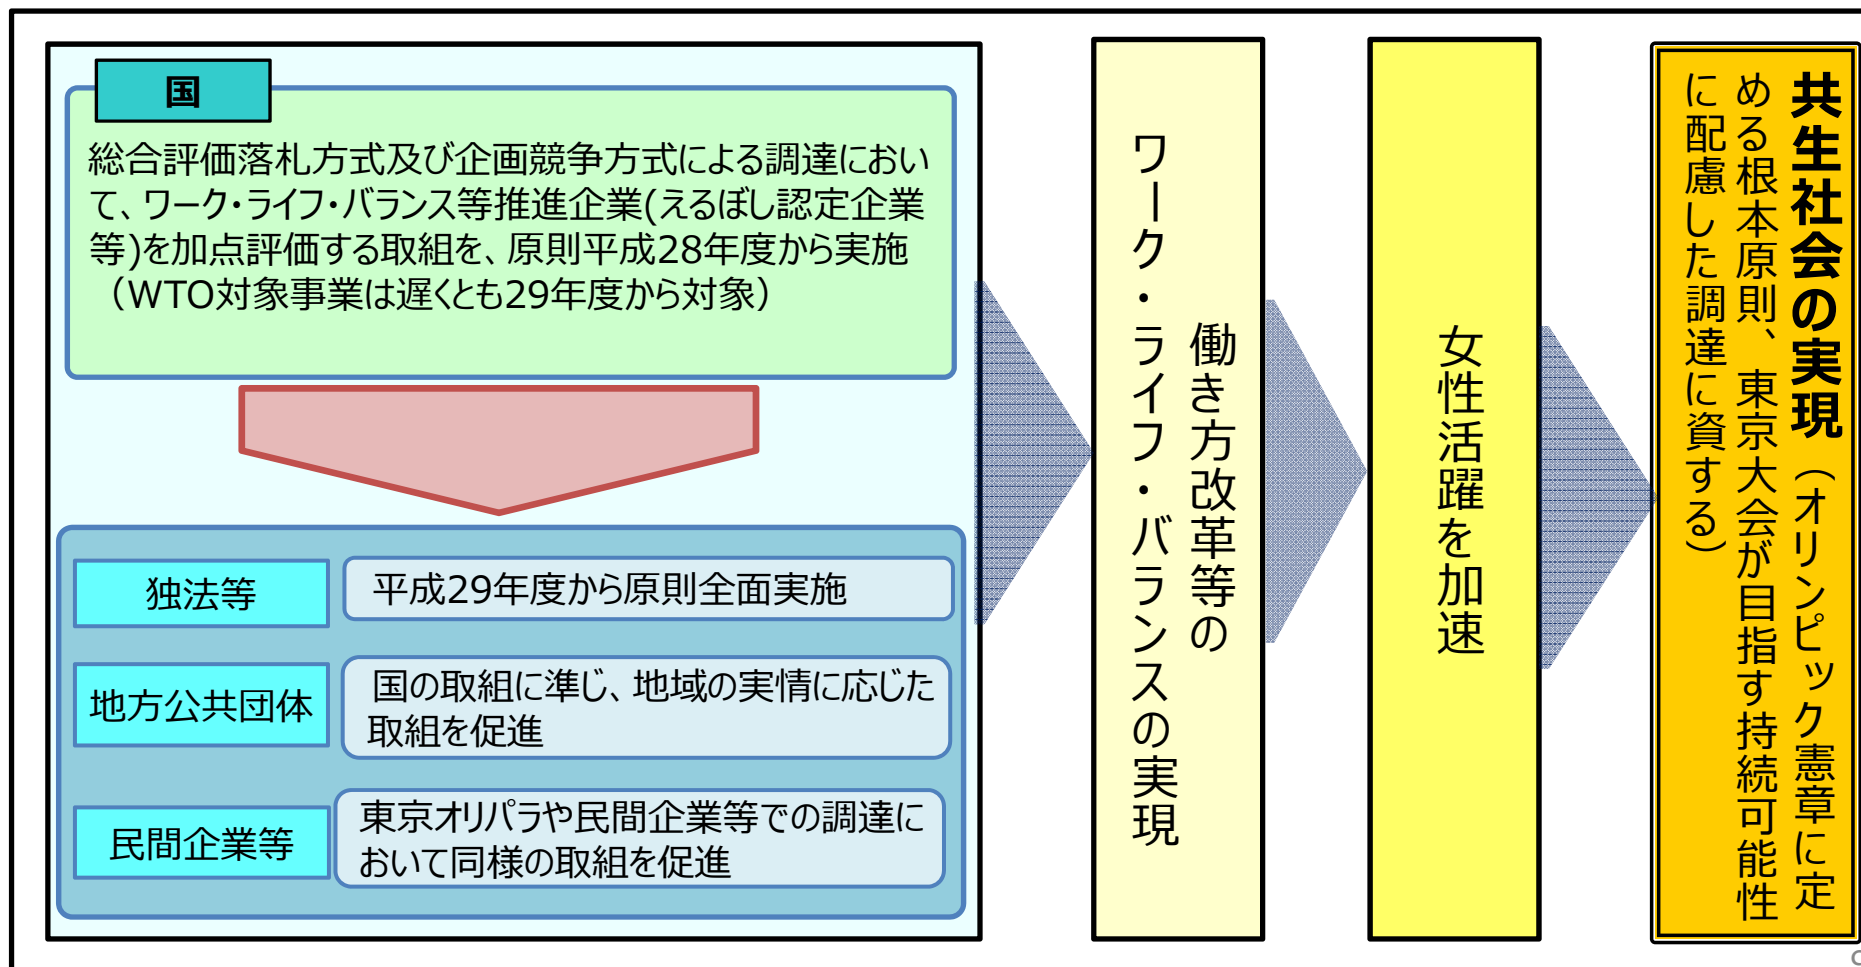 国
総合評価落札方式及び企画競争方式による調達におい
て、ワーク・ライフ・バランス等推進企業(えるぼし認定企業
等)を加点評価する取組を、原則平成28年度から実施
（WTO対象事業は遅くとも29年度から対象）
独法等
平成29年度から原則全面実施
地方公共団体
国の取組に準じ、地域の実情に応じた
取組を促進
民間企業等
東京オリパラや民間企業等での調達に
おいて同様の取組を促進
働き方改革等の
ワーク・ライフ・バランスの実現
女性活躍を加速
共生社会の実現（オリンピック憲章に定
める根本原則、東京大会が目指す持続可能性
に配慮した調達に資する）